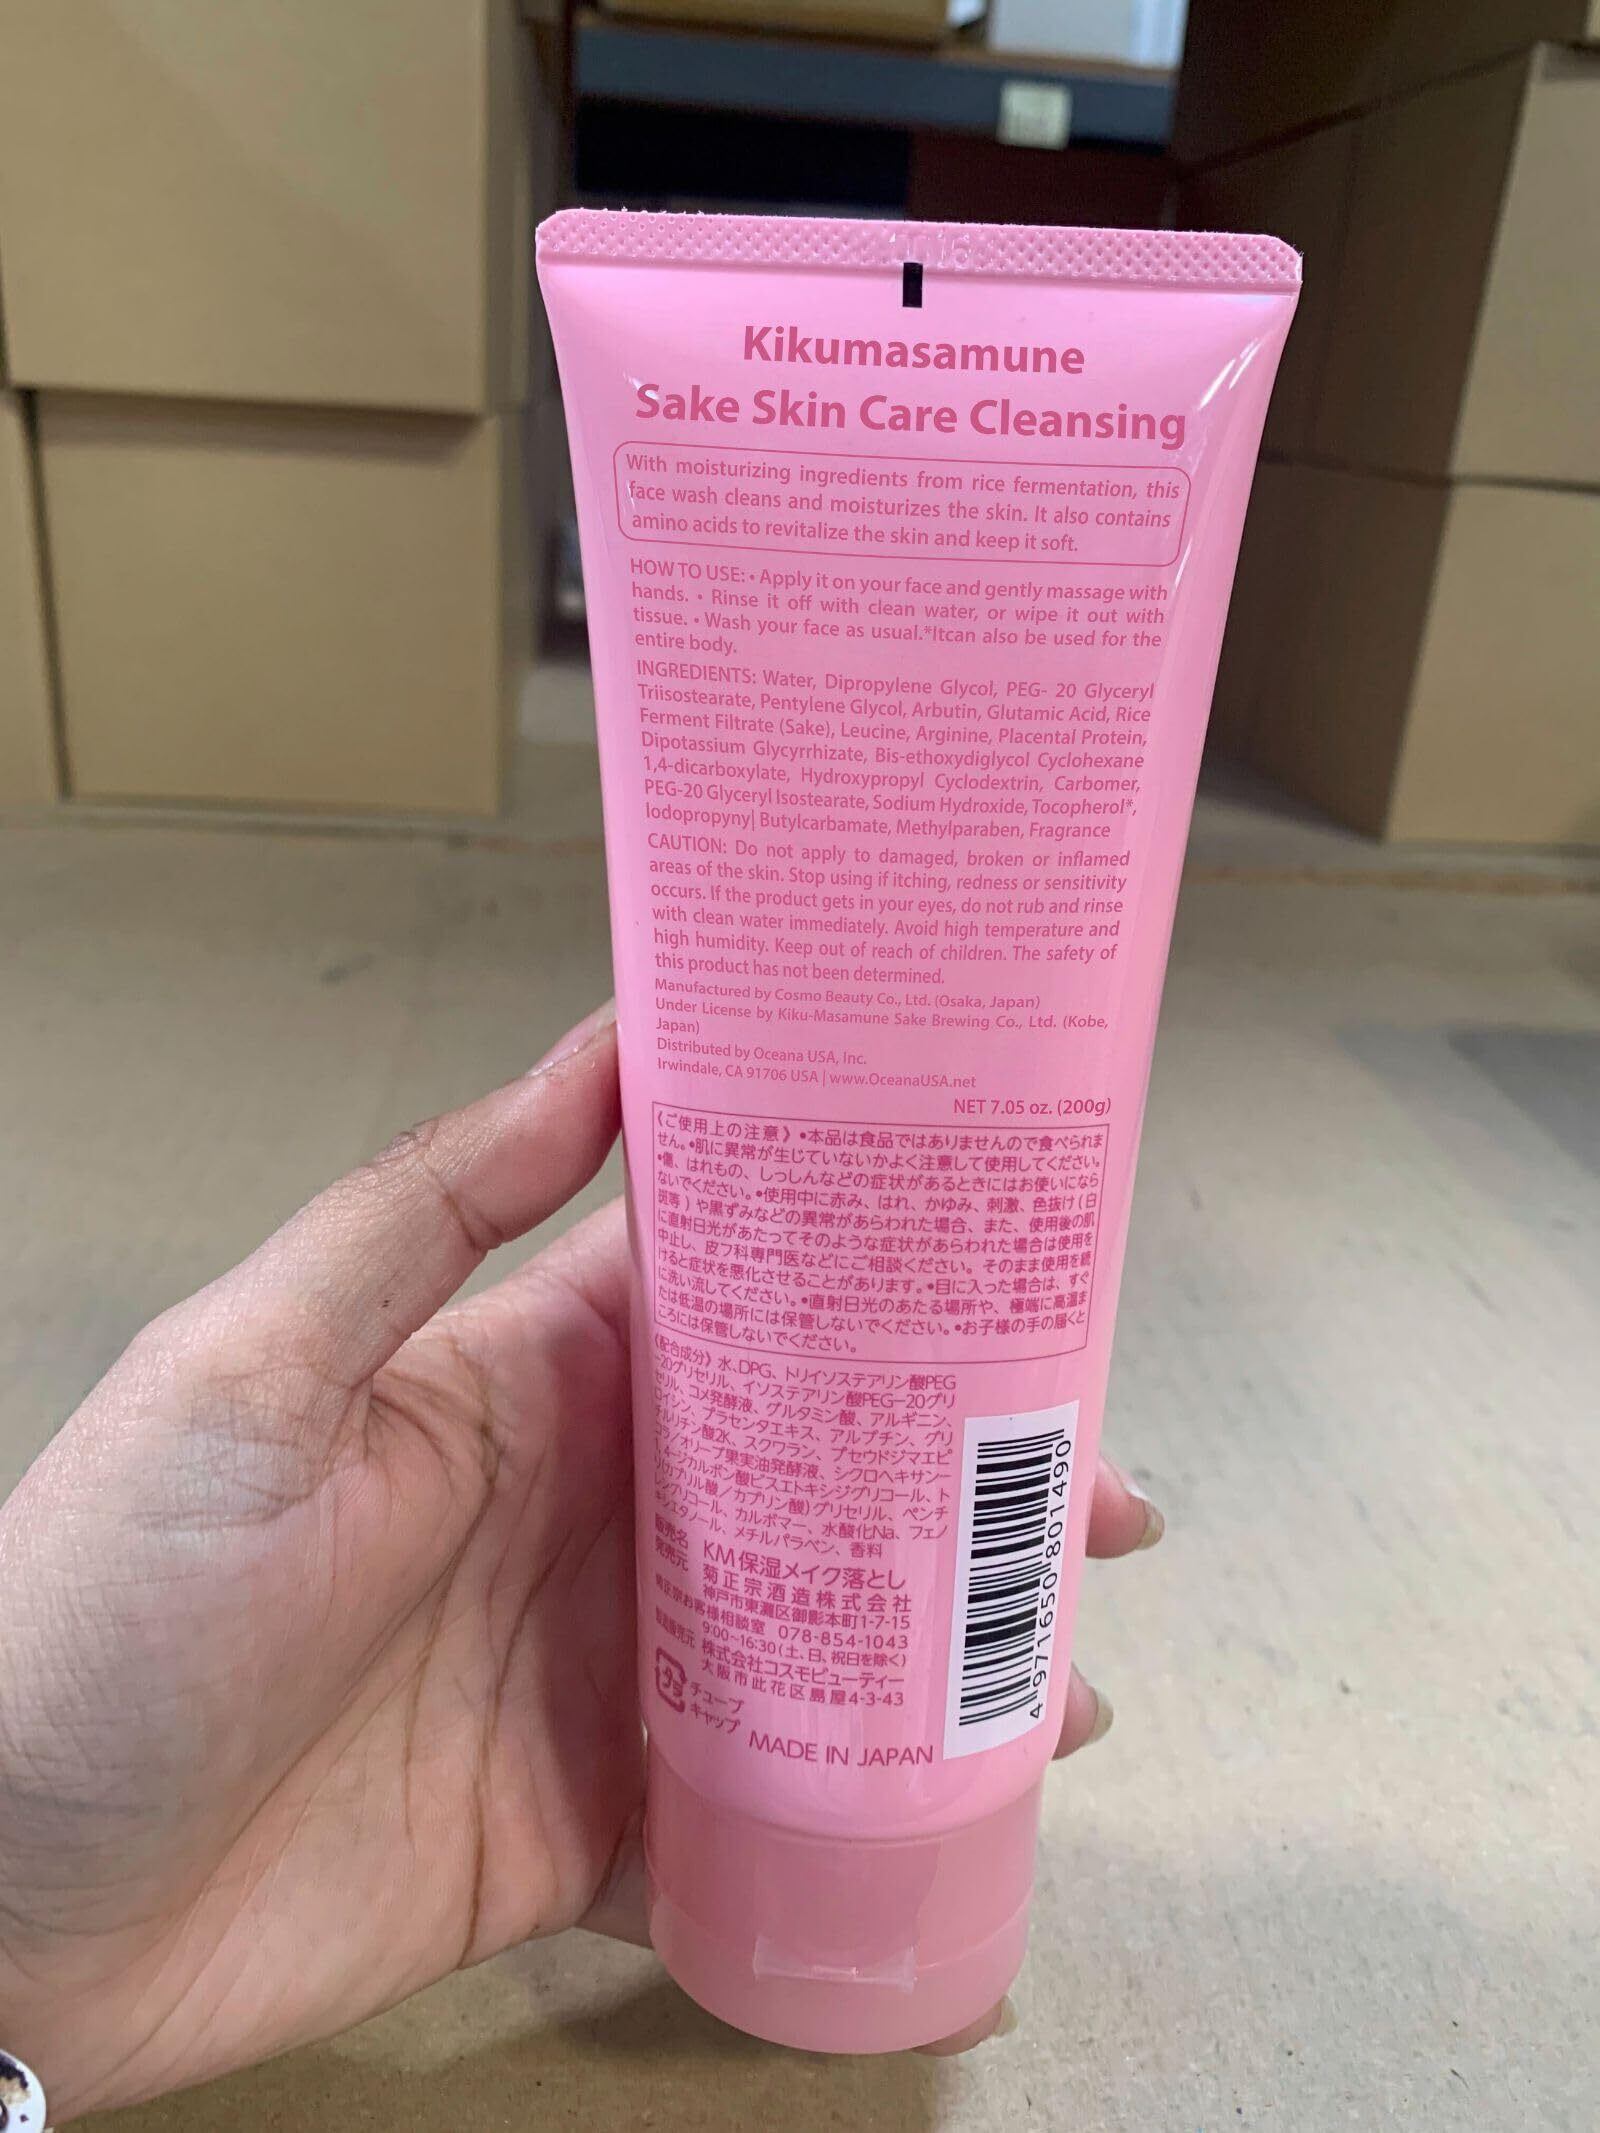 Kikumasamune
Sake Skin Care Cleansing
With moisturizing ingredients from rice fermentation, this
face wash cleans and moisturizes the skin. It also contains
amino acids to revitalize the skin and keep it soft.
HOW TO USE: • Apply it on your face and gently massage with
hands. • Rinse it off with clean water, or wipe it out with
tissue. • Wash your face as usual.*Itcan also be used for the
entire body.
INGREDIENTS: Water, Dipropylene Glycol, PEG- 20 Glyceryl
Triisostearate, Pentylene Glycol, Arbutin, Glutamic Acid, Rice
Ferment Filtrate (Sake), Leucine, Arginine, Placental Protein,
Dipotassium Glycyrrhizate, Bis-ethoxydiglycol Cyclohexane
1,4-dicarboxylate, Hydroxypropyl Cyclodextrin, Carbomer,
PEG-20 Glyceryl Isostearate, Sodium Hydroxide, Tocopherol*,
Iodopropyny| Butylcarbamate, Methylparaben, Fragrance
CAUTION: Do not apply to damaged, broken or inflamed
areas of the skin. Stop using if itching, redness or sensitivity
occurs. If the product gets in your eyes, do not rub and rinse
with clean water immediately. Avoid high temperature and
high humidity. Keep out of reach of children. The safety of
this product has not been determined.
Manufactured by Cosmo Beauty Co., Ltd. (Osaka, Japan)
Under License by Kiku-Masamune Sake Brewing Co., Ltd. (Kobe,
Japan)
Distributed by Oceana USA, Inc.
Irwindale, CA 91706 USA | www.OceanaUSA.net
NET 7.05 oz. (200g)
《ご使用上の注意》•本品は食品ではありませんので食べられま
せん。•肌に異常が生じていないかよく注意して使用してください。
•傷、はれもの、しっしんなどの症状があるときにはお使いになら
ないでください。•使用中に赤み、はれ、かゆみ、刺激、色抜け(白
斑等)や黒ずみなどの異常があらわれた場合、また、使用後の肌
に直射日光があたってそのような症状があらわれた場合は使用を
中止し、皮フ科専門医などにご相談ください。そのまま使用を続
けると症状を悪化させることがあります。•目に入った場合は、すぐ
に洗い流してください。•直射日光のあたる場所や、極端に高温ま
たは低温の場所には保管しないでください。•お子様の手の届くと
ころには保管しないでください。
《配合成分》水、DPG、トリイソステアリン酸PEG
-20グリセリル、イソステアリン酸PEG-20グリ
セリル、コメ発酵液、グルタミン酸、アルギニン、
ロイシン、プラセンタエキス、アルブチン、グリ
チルリチン酸2K、スクワラン、プセウドジマエピ
コラ/オリーブ果実油発酵液、シクロヘキサン-
1,4-ジカルボン酸ビスエトキシジグリコール、ト
リ(カプリル酸/カプリン酸)グリセリル、ペンチ
レングリコール、カルボマー、水酸化Na、フェノ
キシエタノール、メチルパラベン、香料
販売名 KM保湿メイク落とし
発売元 菊正宗酒造株式会社
神戸市東灘区御影本町1-7-15
菊正宗お客様相談室 078-854-1043
9:00~16:30(土、日、祝日を除く)
製造販売元 株式会社コスモビューティー
大阪市此花区島屋4-3-43
プラ チューブ
キャップ
MADE IN JAPAN
4971650801490